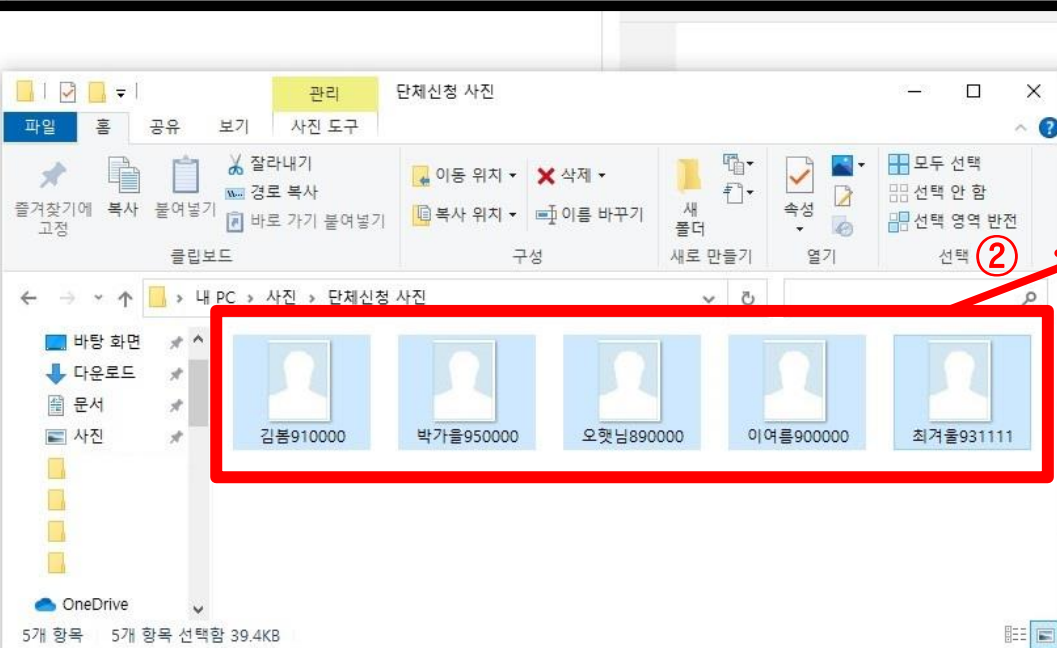 관리
단체신청 사진
파일 홈 공유 보기 사진 도구
즐겨찾기에
고정
복사
붙여넣기
잘라내기
경로 복사
바로 가기 붙여넣기
클립보드
이동 위치
삭제
복사 위치
이름 바꾸기
구성
새
폴더
새로 만들기
속성
열기
모두 선택
선택 안 함
선택 영역 반전
선택
②
내 PC › 사진 › 단체신청 사진
바탕 화면
다운로드
문서
사진
OneDrive
김봄910000 박가을950000 오햇님890000 이여름900000 최겨울931111
5개 항목 5개 항목 선택함 39.4KB